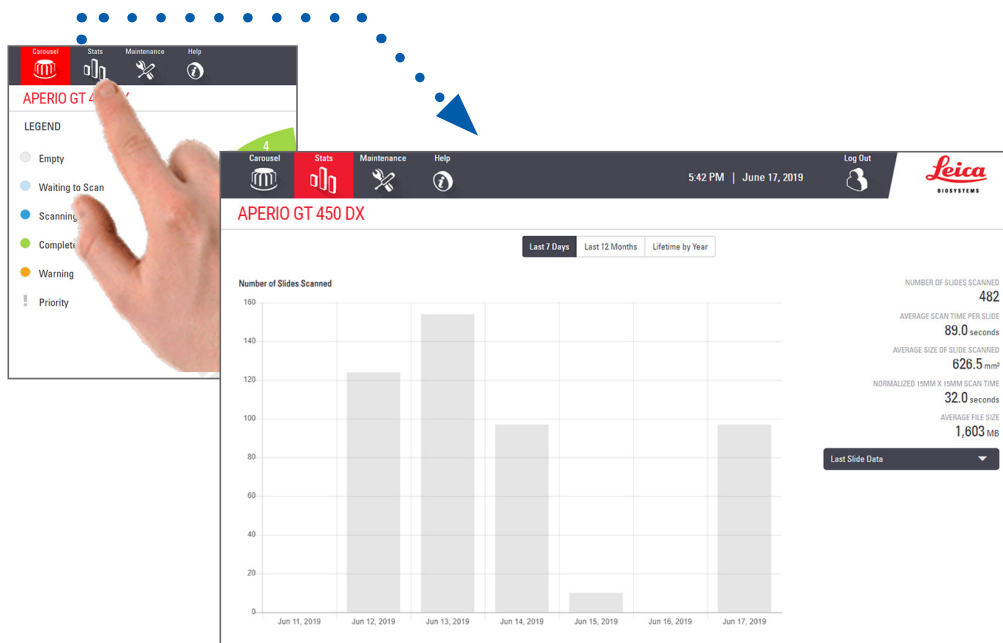 Carousel Stats Maintenance Help
APERIO GT 4
LEGEND
Empty
Waiting to Scan
Scanning
Complete
Warning
Priority
4
Carousel Stats Maintenance Help
5:42 PM | June 17, 2019
Log Out
Leica
BIOSYSTEMS
APERIO GT 450 DX
Last 7 Days Last 12 Months Lifetime by Year
Number of Slides Scanned
160
140
120
100
80
60
40
20
0
Jun 11, 2019 Jun 12, 2019 Jun 13, 2019 Jun 14, 2019 Jun 15, 2019 Jun 16, 2019 Jun 17, 2019
NUMBER OF SLIDES SCANNED
482
AVERAGE SCAN TIME PER SLIDE
89.0 seconds
AVERAGE SIZE OF SLIDE SCANNED
626.5 mm²
NORMALIZED 15MM X 15MM SCAN TIME
32.0 seconds
AVERAGE FILE SIZE
1,603 MB
Last Slide Data